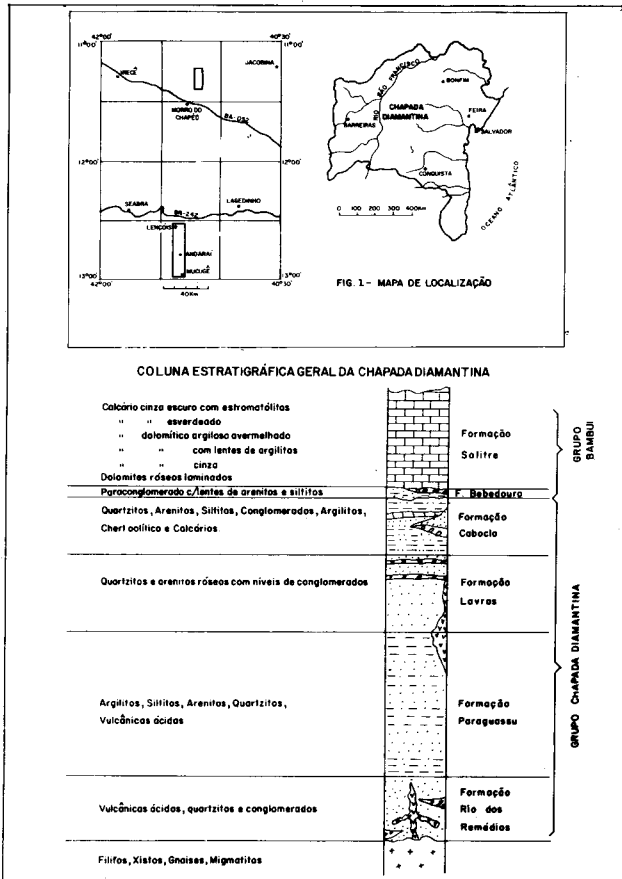 42°00' 40°30'
11°00' 11°00'
IRECÊ
JACOBINA
MORRO DO
CHAPÉU
BA-052
12°00' 12°00'
SEABRA
LAGEDINHO
BR-242
LENÇOIS
ANDARAÍ
MUCUGÊ
13°00' 13°00'
42°00' 40°30'
40Km
RIO SÃO FRANCISCO
BONFIM
CHAPADA
DIAMANTINA
FEIRA
BARREIRAS
SALVADOR
CONQUISTA
OCEANO ATLÂNTICO
0 100 200 300 400Km
FIG. 1 - MAPA DE LOCALIZAÇÃO
COLUNA ESTRATIGRÁFICA GERAL DA CHAPADA DIAMANTINA
Calcário cinza escuro com estromatólitos
" " esverdeado
" dolomítico argiloso avermelhado
" " com lentes de argilitos
" " cinza
Dolomites róseos laminados
Formação
Salitre
GRUPO
BAMBUI
Paraconglomerado c/lentes de arenitos e siltitos
F. Bebedouro
Quartzitos, Arenitos, Siltitos, Conglomerados, Argilitos,
Chert oolítico e Calcários.
Formação
Caboclo
Quartzitos e arenitos róseos com níveis de conglomerados
Formação
Lavras
Argilitos, Siltitos, Arenitos, Quartzitos,
Vulcânicas ácidas
Formação
Paraguassu
GRUPO CHAPADA DIAMANTINA
Vulcânicas ácidas, quartzitos e conglomerados
Formação
Rio dos
Remédios
Filitos, Xistos, Gnaises, Migmatitos